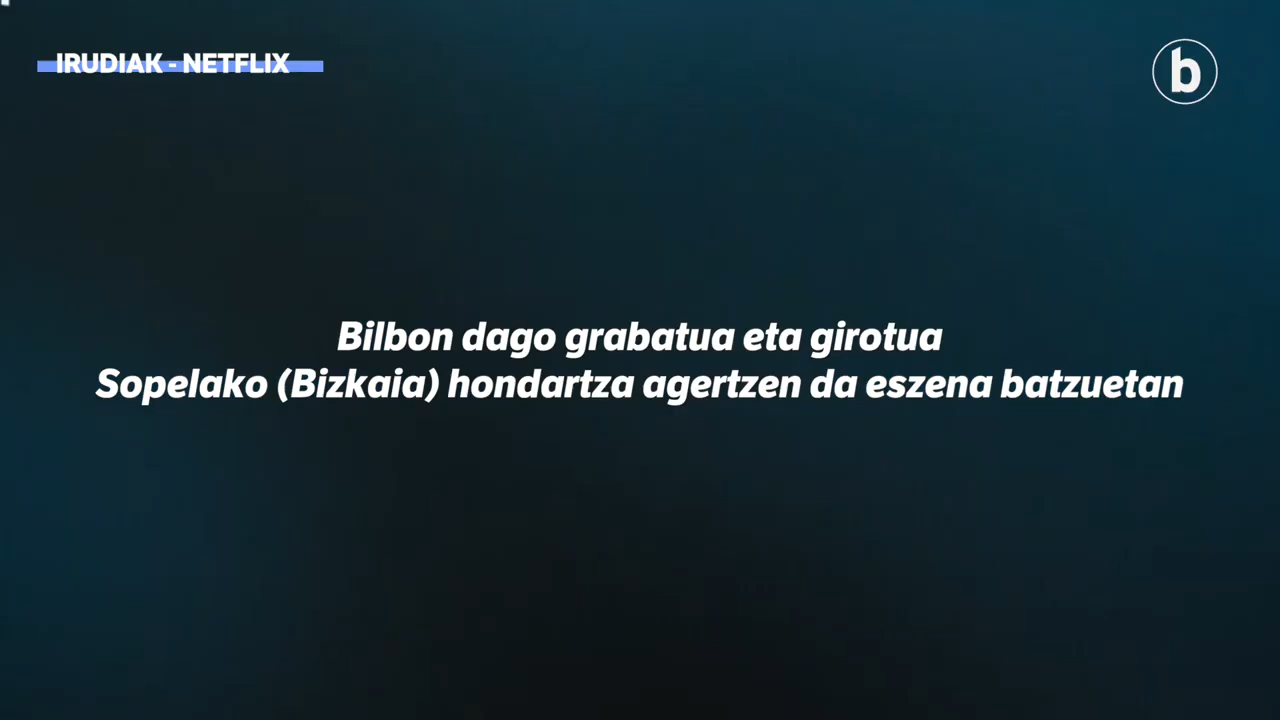 IRUDIAK - NETFLIX
b
Bilbon dago grabatua eta girotua
Sopelako (Bizkaia) hondartza agertzen da eszena batzuetan